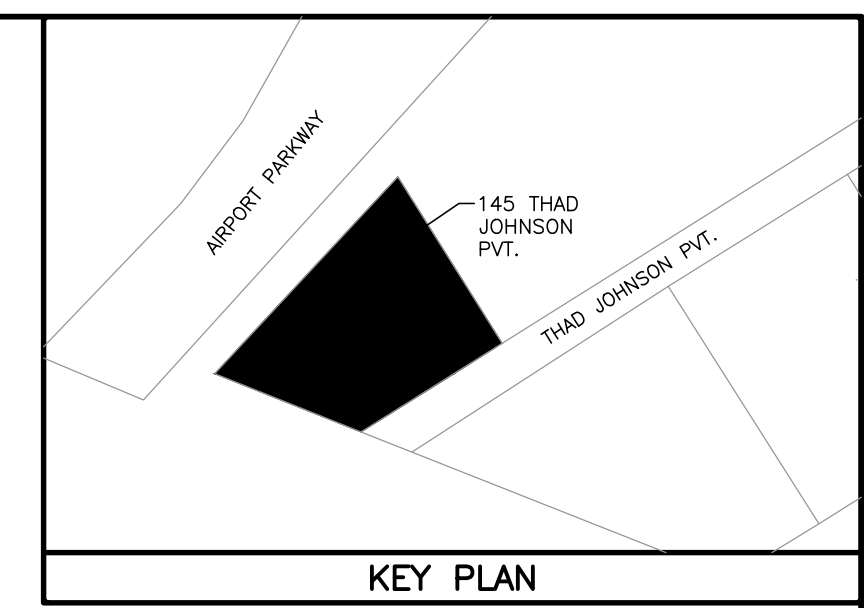 AIRPORT PARKWAY
145 THAD
JOHNSON
PVT.
THAD JOHNSON PVT.
KEY PLAN